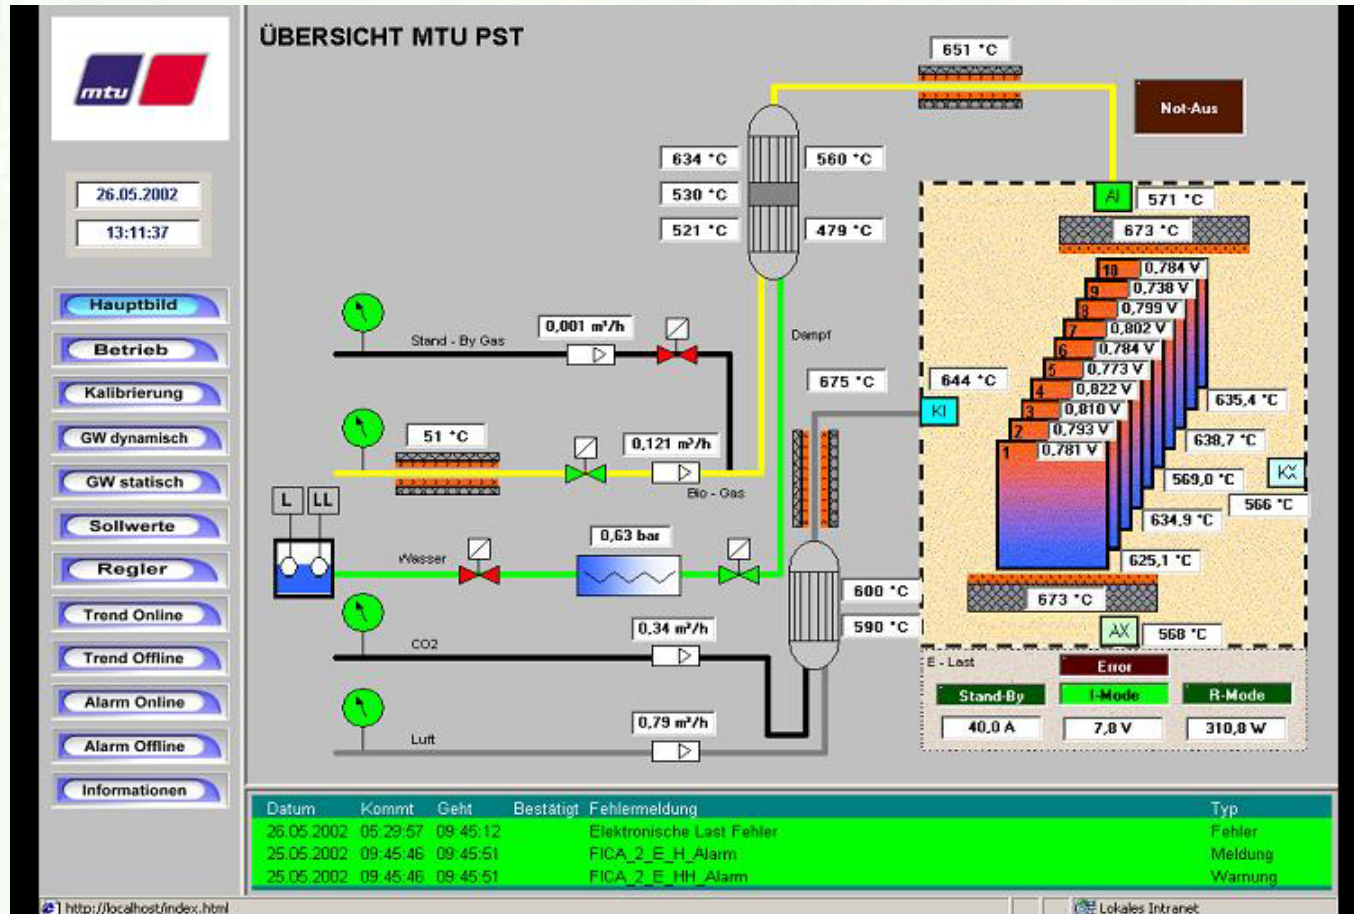 ÜBERSICHT MTU PST
mtu
26.05.2002
13:11:37
Hauptbild
Betrieb
Kalibrierung
GW dynamisch
GW statisch
Sollwerte
Regler
Trend Online
Trend Offline
Alarm Online
Alarm Offline
Informationen
651 °C
Not-Aus
634 °C
560 °C
530 °C
521 °C
479 °C
Stand - By Gas
0,001 m³/h
Dampf
675 °C
51 °C
0,121 m³/h
Bio - Gas
L
LL
Wasser
0,63 bar
600 °C
590 °C
CO2
0,34 m³/h
Luft
0,79 m³/h
AI
571 °C
673 °C
10
0,784 V
9
0,738 V
8
0,799 V
7
0,802 V
6
0,784 V
5
0,773 V
4
0,822 V
3
0,810 V
2
0,793 V
1
0,781 V
644 °C
KI
635,4 °C
638,7 °C
569,0 °C
634,9 °C
625,1 °C
KX
566 °C
673 °C
AX
568 °C
E - Last
Error
Stand-By
I-Mode
R-Mode
40,0 A
7,8 V
310,8 W
Datum Kommt Geht Bestätigt Fehlermeldung Typ
26.05.2002 05:29:57 09:45:12 Elektronische Last Fehler Fehler
25.05.2002 09:45:46 09:45:51 FICA_2_E_H_Alarm Meldung
25.05.2002 09:45:46 09:45:51 FICA_2_E_HH_Alarm Warnung
http://localhost/index.html
Lokales Intranet